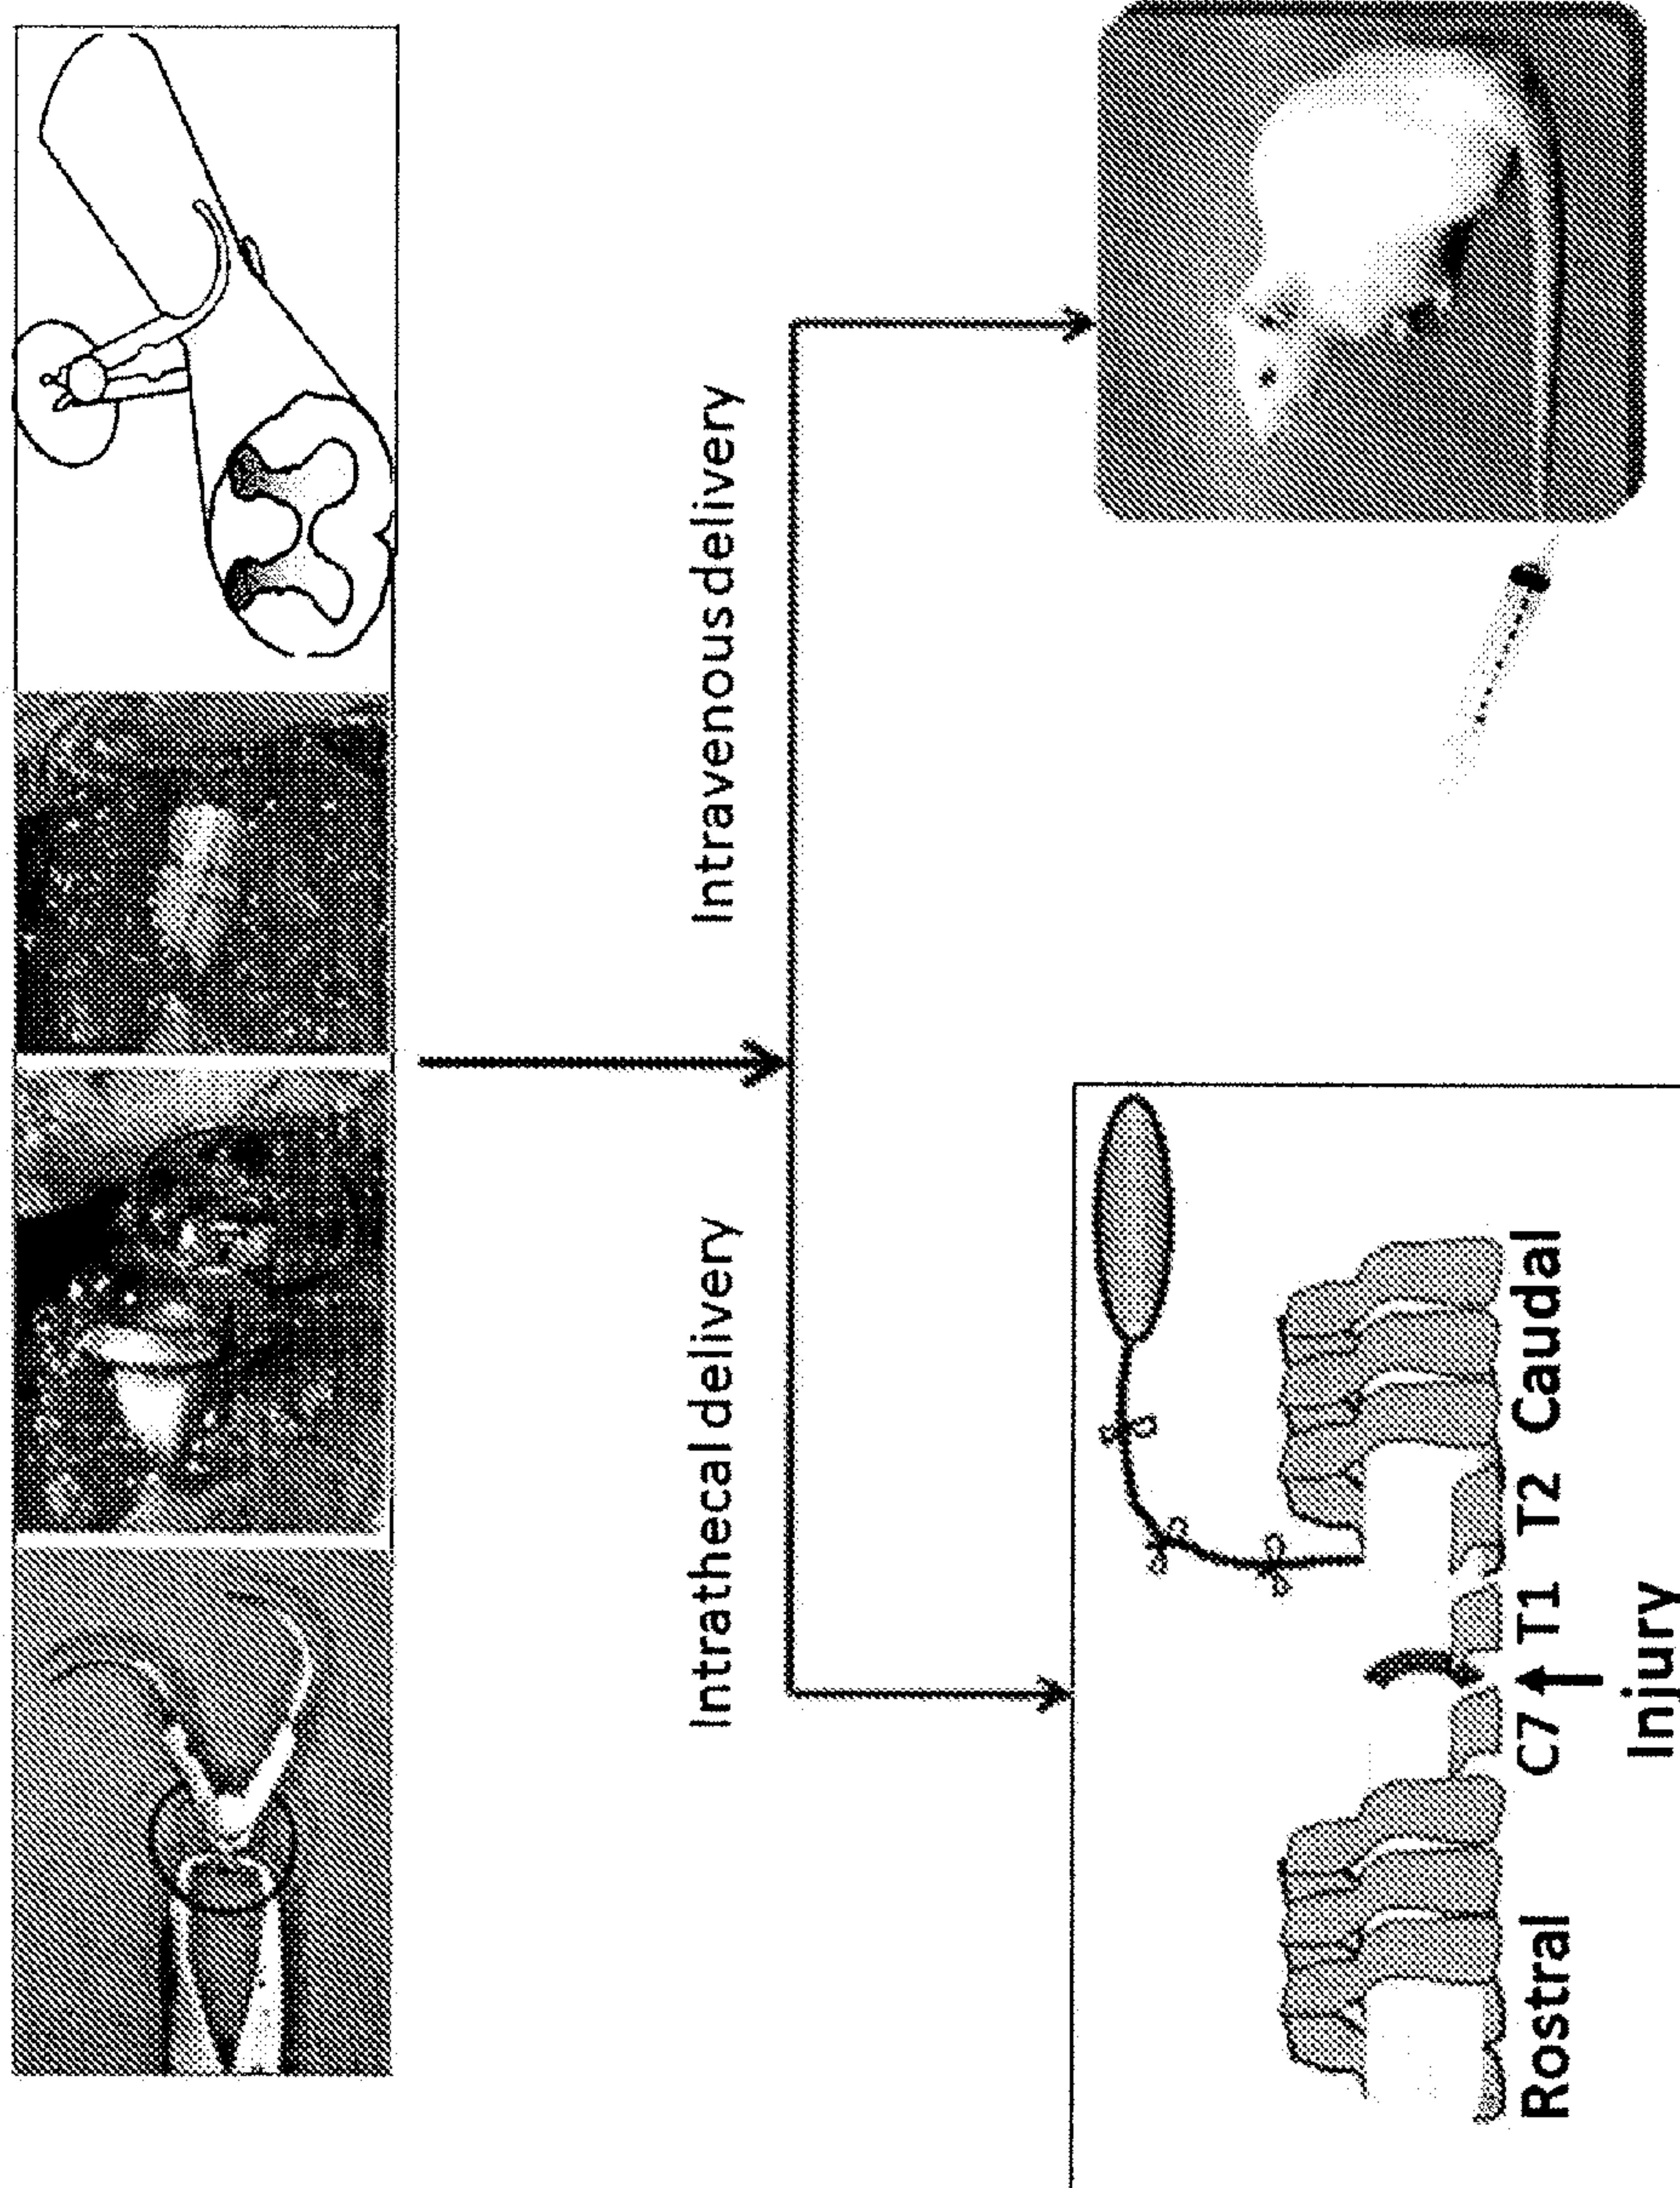 Intrathecal delivery
Intravenous delivery
Rostral
C7
T1
T2
Caudal
Injury